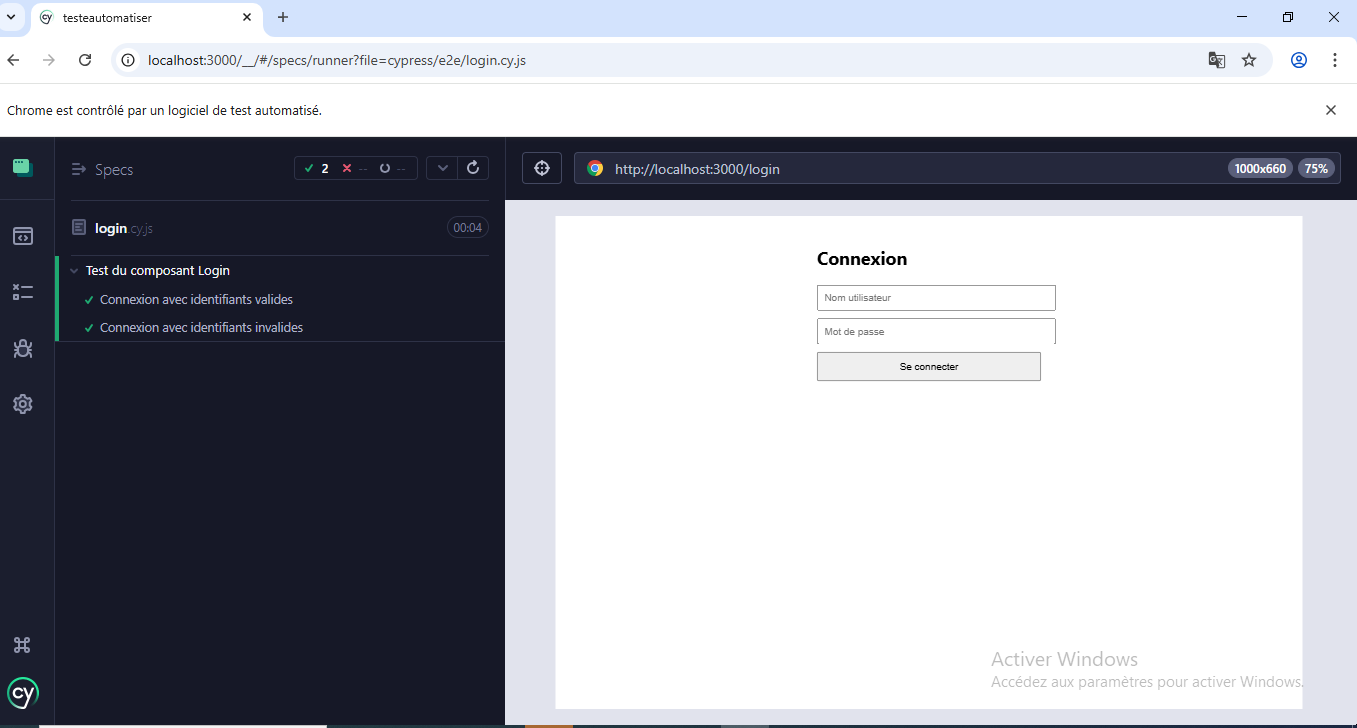 testeautomatiser
localhost:3000/__/#/specs/runner?file=cypress/e2e/login.cy.js
Chrome est contrôlé par un logiciel de test automatisé.
Specs
2 -- --
http://localhost:3000/login
1000x660
75%
login.cy.js
00:04
Test du composant Login
Connexion avec identifiants valides
Connexion avec identifiants invalides
cy
Connexion
Nom utilisateur
Mot de passe
Se connecter
Activer Windows
Accédez aux paramètres pour activer Windows.